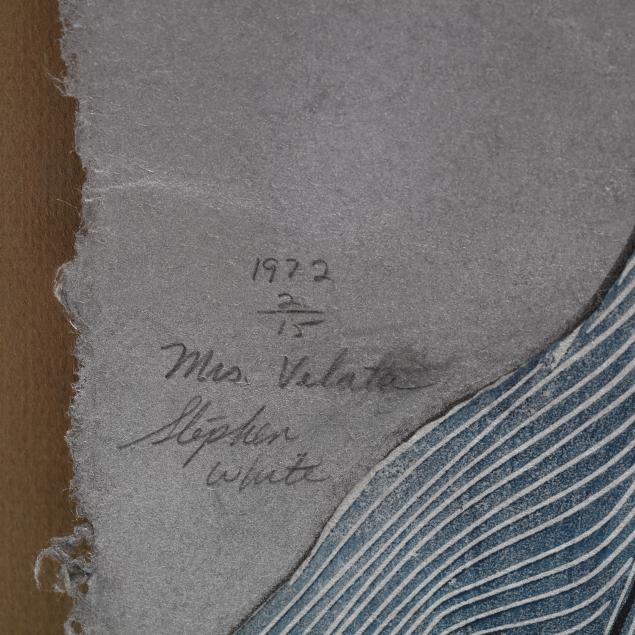 1972
2
15
Mrs. Velata
Stephen
White